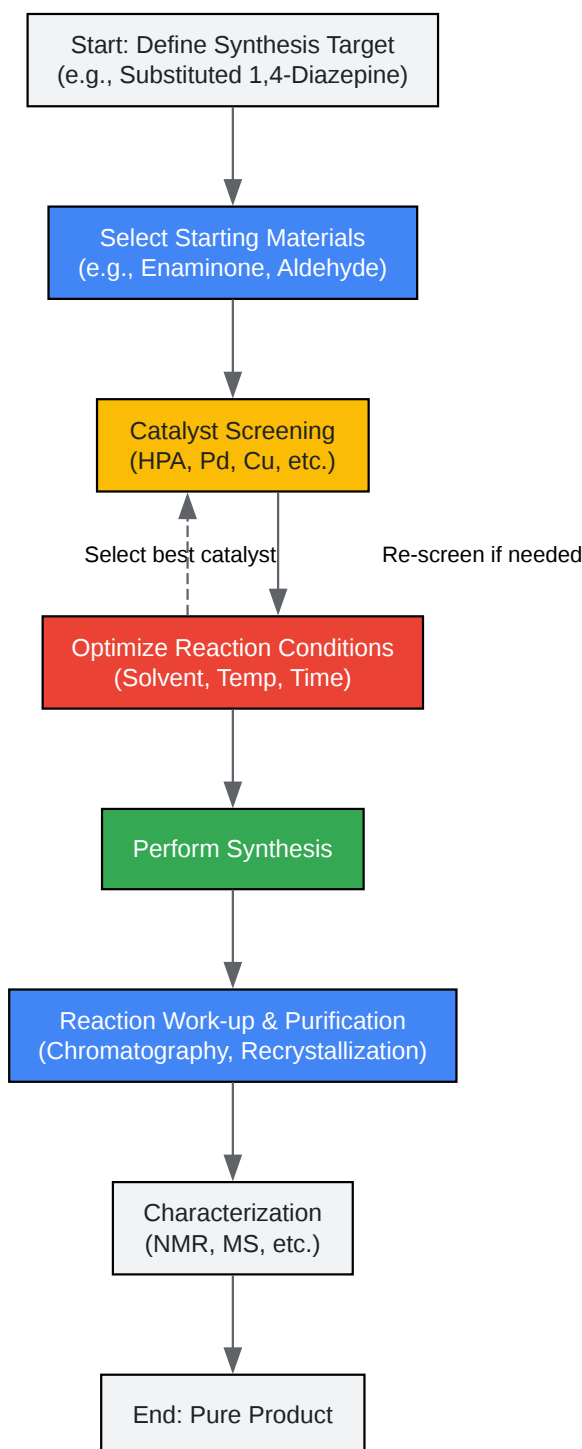 Start: Define Synthesis Target
(e.g., Substituted 1,4-Diazepine)
Select Starting Materials
(e.g., Enaminone, Aldehyde)
Catalyst Screening
(HPA, Pd, Cu, etc.)
Select best catalyst
Re-screen if needed
Optimize Reaction Conditions
(Solvent, Temp, Time)
Perform Synthesis
Reaction Work-up & Purification
(Chromatography, Recrystallization)
Characterization
(NMR, MS, etc.)
End: Pure Product